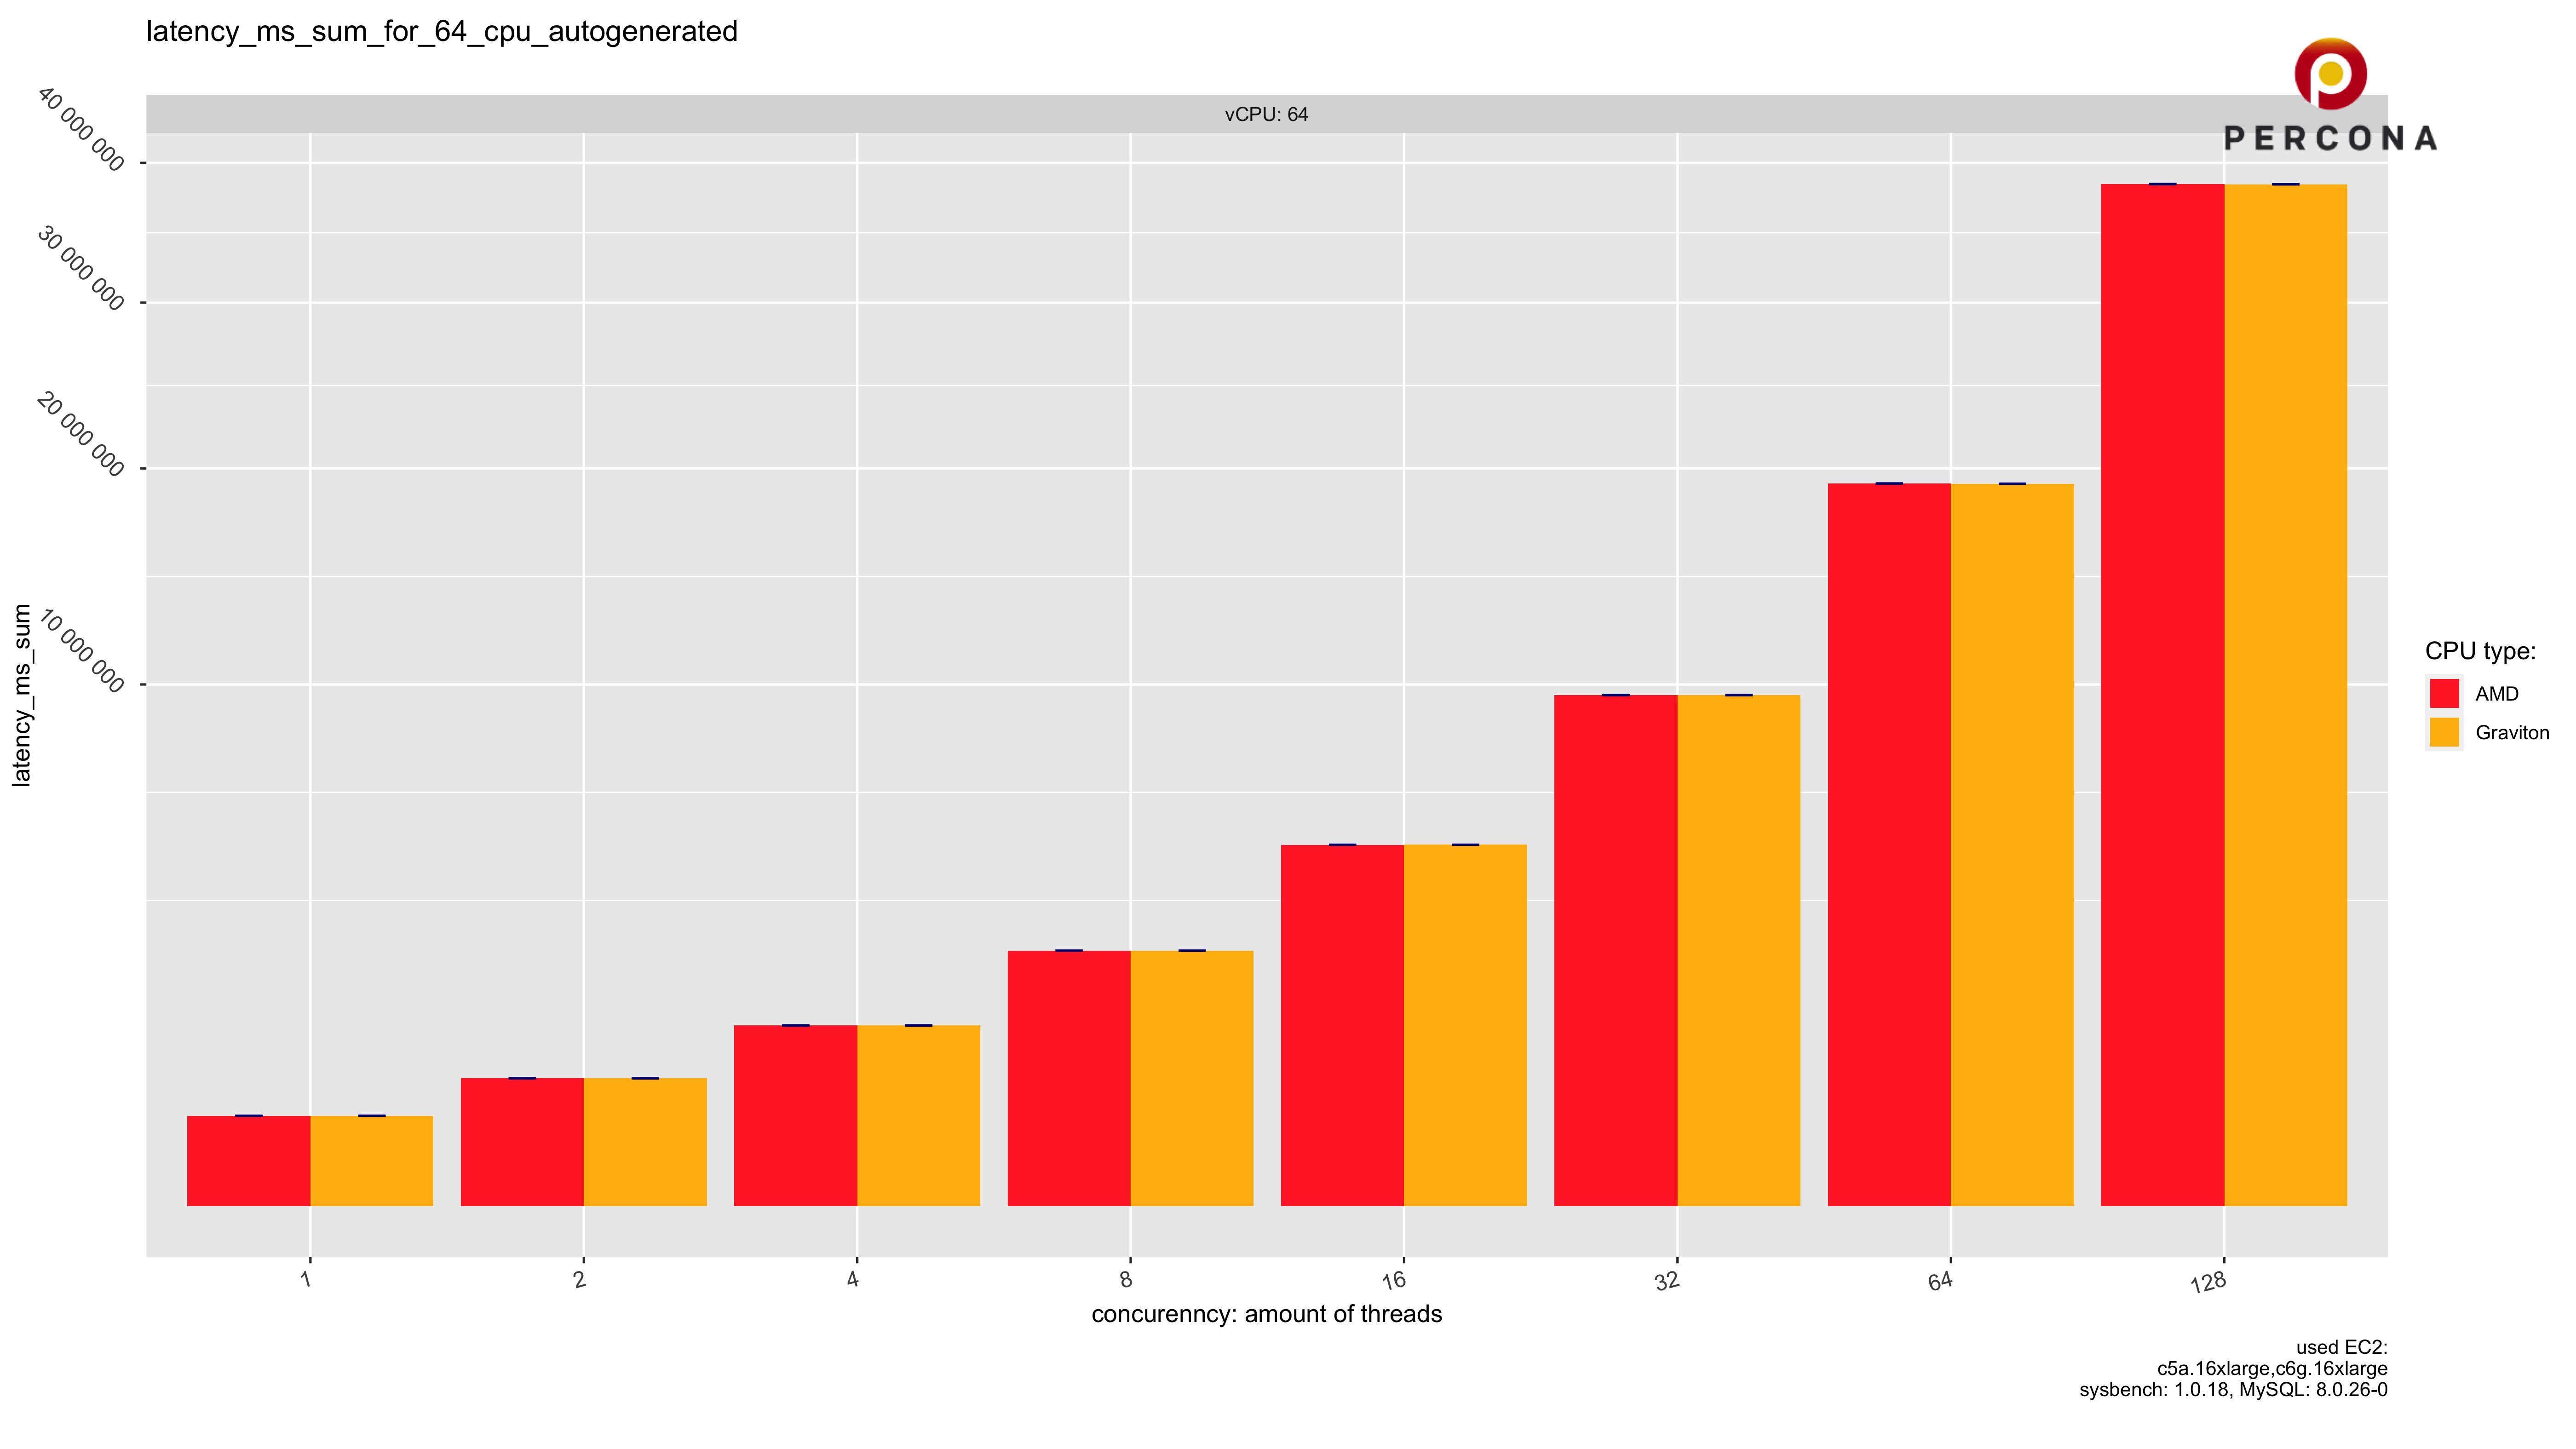 latency_ms_sum_for_64_cpu_autogenerated
PERCONA
vCPU: 64
40 000 000
30 000 000
20 000 000
10 000 000
latency_ms_sum
CPU type:
AMD
Graviton
1
2
4
8
16
32
64
128
concurenncy: amount of threads
used EC2:
c5a.16xlarge,c6g.16xlarge
sysbench: 1.0.18, MySQL: 8.0.26-0